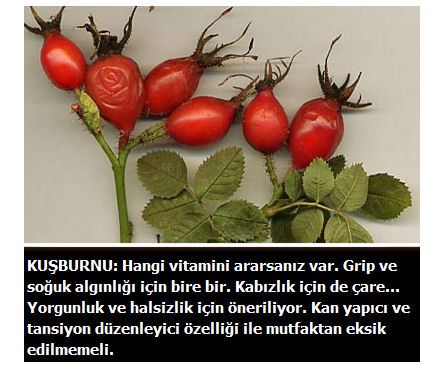 KUŞBURNU: Hangi vitamini ararsanız var. Grip ve
soğuk algınlığı için bire bir. Kabızlık için de çare...
Yorgunluk ve halsizlik için öneriliyor. Kan yapıcı ve
tansiyon düzenleyici özelliği ile mutfaktan eksik
edilmemeli.